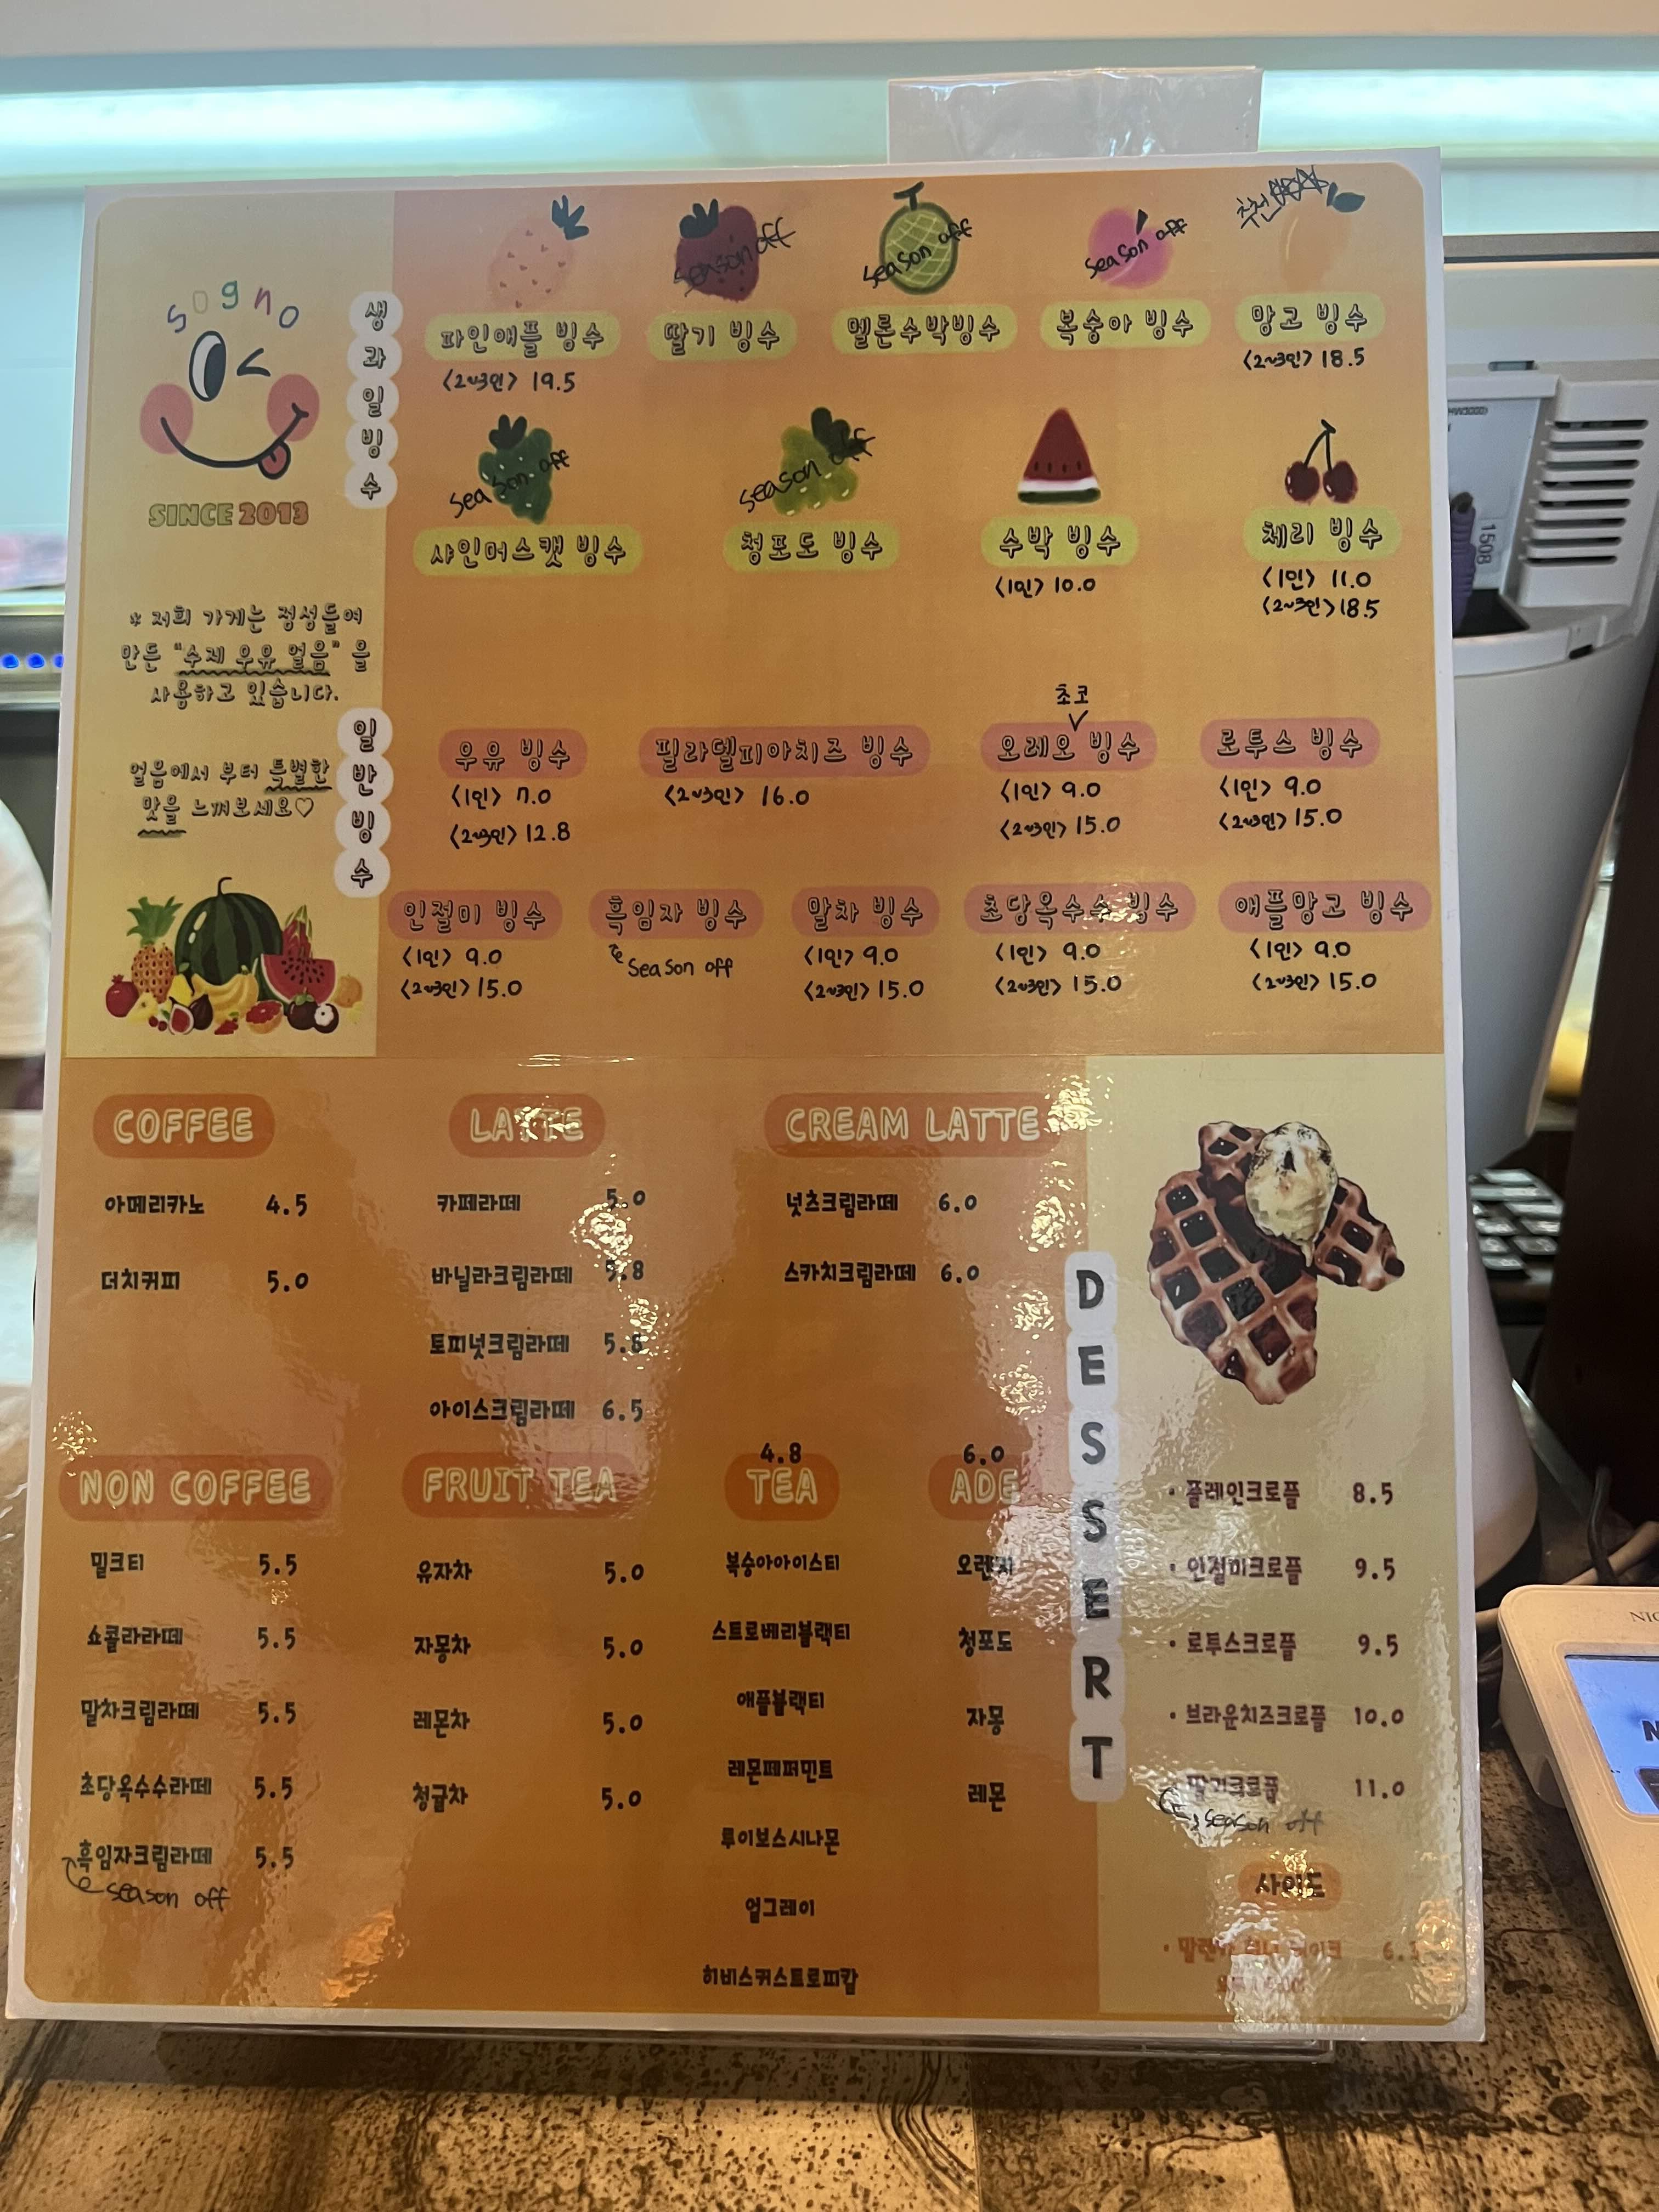 sogno
SINCE 2013
* 저희 가게는 정성들여
만든 "수제 우유 얼음" 을
사용하고 있습니다.
얼음에서 부터 특별한
맛을 느껴보세요♡
생과일빙수
파인애플 빙수
<2~3인> 19.5
season off
딸기 빙수
season off
멜론수박빙수
season off
복숭아 빙수
추천
망고 빙수
<2~3인> 18.5
season off
샤인머스캣 빙수
season off
청포도 빙수
수박 빙수
<1인> 10.0
체리 빙수
<1인> 11.0
<2~3인> 18.5
일반빙수
우유 빙수
<1인> 7.0
<2~3인> 12.8
필라델피아치즈 빙수
<2~3인> 16.0
초코
오레오 빙수
<1인> 9.0
<2~3인> 15.0
로투스 빙수
<1인> 9.0
<2~3인> 15.0
인절미 빙수
<1인> 9.0
<2~3인> 15.0
흑임자 빙수
season off
말차 빙수
<1인> 9.0
<2~3인> 15.0
초당옥수수 빙수
<1인> 9.0
<2~3인> 15.0
애플망고 빙수
<1인> 9.0
<2~3인> 15.0
COFFEE
아메리카노 4.5
더치커피 5.0
LATTE
카페라떼 5.0
바닐라크림라떼 5.8
토피넛크림라떼 5.8
아이스크림라떼 6.5
CREAM LATTE
넛츠크림라떼 6.0
스카치크림라떼 6.0
NON COFFEE
밀크티 5.5
쇼콜라라떼 5.5
말차크림라떼 5.5
초당옥수수라떼 5.5
흑임자크림라떼 5.5
season off
FRUIT TEA
유자차 5.0
자몽차 5.0
레몬차 5.0
청귤차 5.0
4.8
TEA
복숭아아이스티
스트로베리블랙티
애플블랙티
레몬페퍼민트
루이보스시나몬
얼그레이
히비스커스트로피칼
6.0
ADE
오렌지
청포도
자몽
레몬
DESSERT
· 플레인크로플 8.5
· 인절미크로플 9.5
· 로투스크로플 9.5
· 브라운치즈크로플 10.0
딸기크로플 11.0
season off
사이드
1508